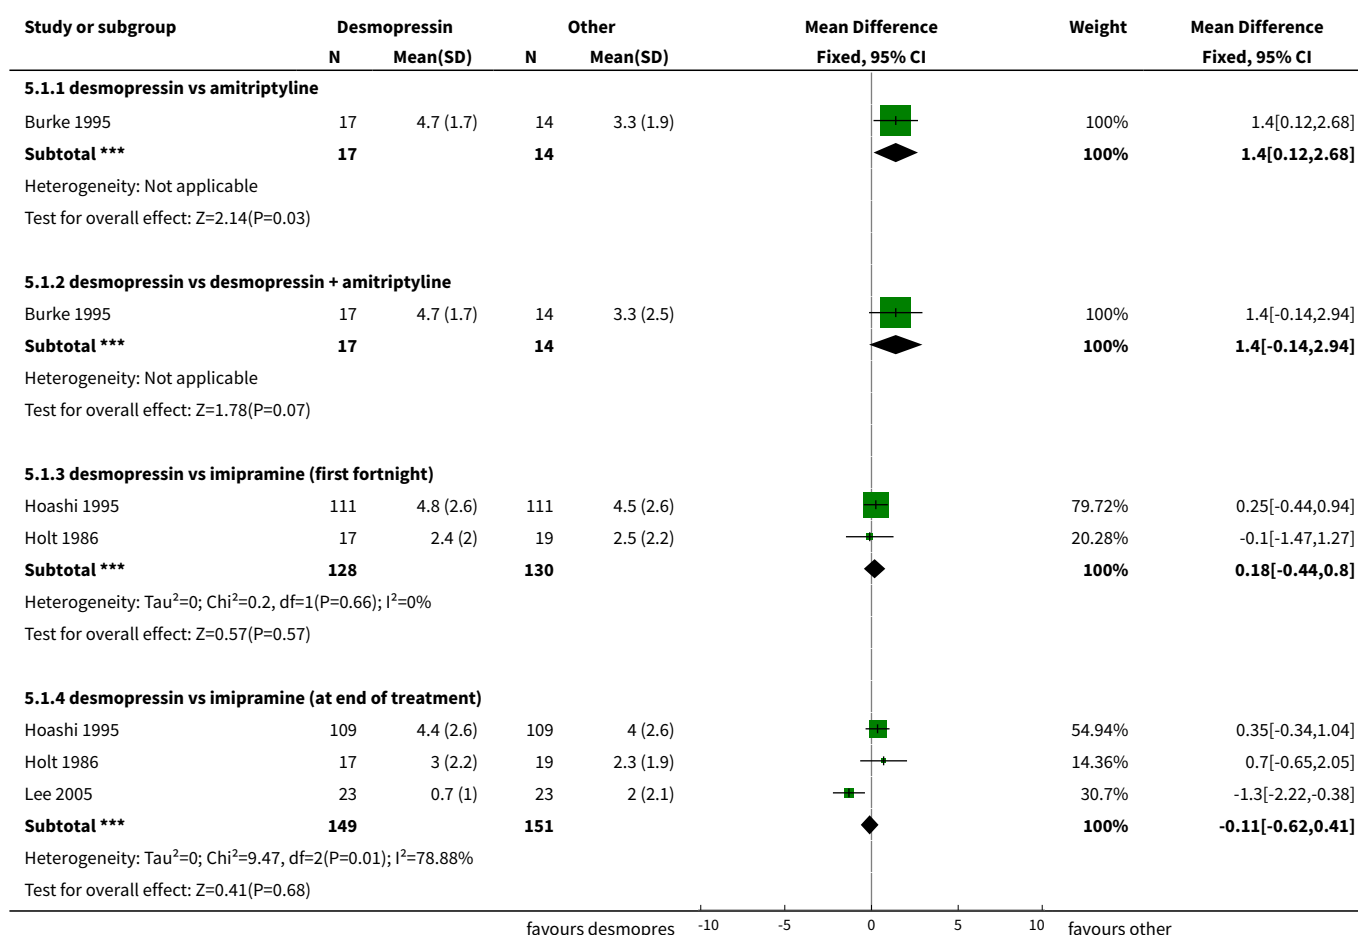 Study or subgroup Desmopressin Other Mean Difference Weight Mean Difference
N Mean(SD) N Mean(SD) Fixed, 95% CI Fixed, 95% CI
5.1.1 desmopressin vs amitriptyline
Burke 1995 17 4.7 (1.7) 14 3.3 (1.9) 100% 1.4[0.12,2.68]
Subtotal *** 17 14 100% 1.4[0.12,2.68]
Heterogeneity: Not applicable
Test for overall effect: Z=2.14(P=0.03)
5.1.2 desmopressin vs desmopressin + amitriptyline
Burke 1995 17 4.7 (1.7) 14 3.3 (2.5) 100% 1.4[-0.14,2.94]
Subtotal *** 17 14 100% 1.4[-0.14,2.94]
Heterogeneity: Not applicable
Test for overall effect: Z=1.78(P=0.07)
5.1.3 desmopressin vs imipramine (first fortnight)
Hoashi 1995 111 4.8 (2.6) 111 4.5 (2.6) 79.72% 0.25[-0.44,0.94]
Holt 1986 17 2.4 (2) 19 2.5 (2.2) 20.28% -0.1[-1.47,1.27]
Subtotal *** 128 130 100% 0.18[-0.44,0.8]
Heterogeneity: Tau²=0; Chi²=0.2, df=1(P=0.66); I²=0%
Test for overall effect: Z=0.57(P=0.57)
5.1.4 desmopressin vs imipramine (at end of treatment)
Hoashi 1995 109 4.4 (2.6) 109 4 (2.6) 54.94% 0.35[-0.34,1.04]
Holt 1986 17 3 (2.2) 19 2.3 (1.9) 14.36% 0.7[-0.65,2.05]
Lee 2005 23 0.7 (1) 23 2 (2.1) 30.7% -1.3[-2.22,-0.38]
Subtotal *** 149 151 100% -0.11[-0.62,0.41]
Heterogeneity: Tau²=0; Chi²=9.47, df=2(P=0.01); I²=78.88%
Test for overall effect: Z=0.41(P=0.68)
favours desmopres -10 -5 0 5 10 favours other